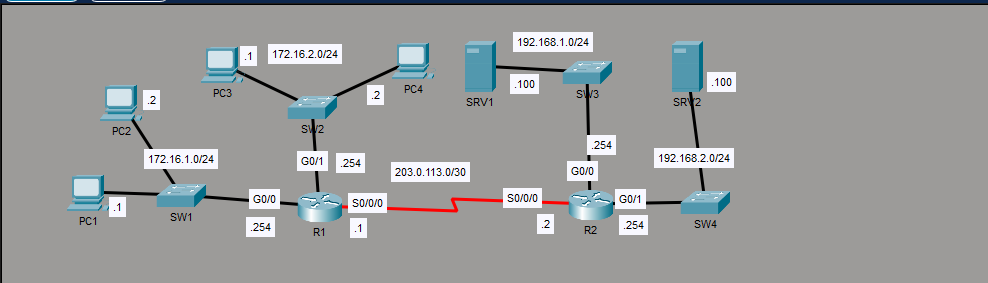 192.168.1.0/24
.1
172.16.2.0/24
PC3
PC4
.2
.100
SRV1
SW3
SRV2
.100
.2
PC2
SW2
172.16.1.0/24
G0/1
.254
.254
203.0.113.0/30
G0/0
192.168.2.0/24
PC1
.1
SW1
G0/0
.254
R1
S0/0/0
.1
S0/0/0
.2
R2
G0/1
.254
SW4